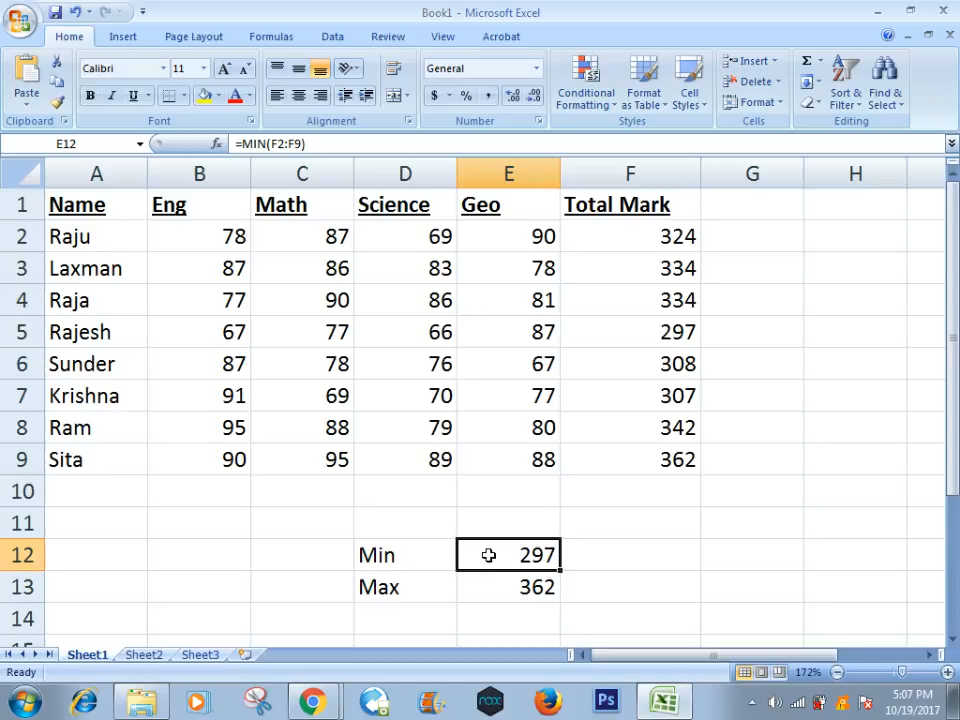 Book1 - Microsoft Excel
Home Insert Page Layout Formulas Data Review View Acrobat
Paste
Calibri 11
B I U
General
$ % ,
Conditional Formatting
Format as Table
Cell Styles
Insert
Delete
Format
Sort & Filter
Find & Select
Clipboard Font Alignment Number Styles Cells Editing
E12 fx =MIN(F2:F9)
A B C D E F G H
1 Name Eng Math Science Geo Total Mark
2 Raju 78 87 69 90 324
3 Laxman 87 86 83 78 334
4 Raja 77 90 86 81 334
5 Rajesh 67 77 66 87 297
6 Sunder 87 78 76 67 308
7 Krishna 91 69 70 77 307
8 Ram 95 88 79 80 342
9 Sita 90 95 89 88 362
10
11
12 Min 297
13 Max 362
14
15
Sheet1 Sheet2 Sheet3
Ready 172%
nox Ps
5:07 PM
10/19/2017